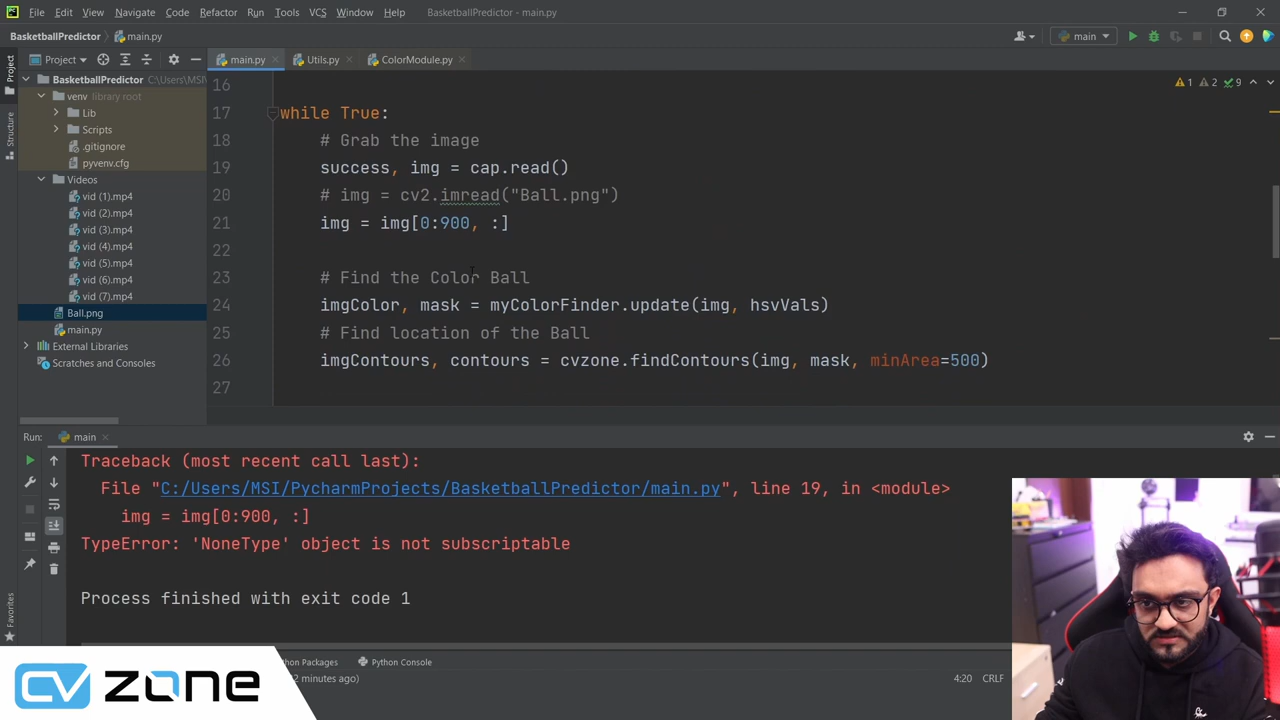 File Edit View Navigate Code Refactor Run Tools VCS Window Help BasketballPredictor - main.py
BasketballPredictor main.py main
Project main.py Utils.py ColorModule.py
Project
Structure
Favorites
BasketballPredictor C:\Users\MSI
venv library root
Lib
Scripts
.gitignore
pyvenv.cfg
Videos
vid (1).mp4
vid (2).mp4
vid (3).mp4
vid (4).mp4
vid (5).mp4
vid (6).mp4
vid (7).mp4
Ball.png
main.py
External Libraries
Scratches and Consoles
1 2 9
16
17 while True:
18 # Grab the image
19 success, img = cap.read()
20 # img = cv2.imread("Ball.png")
21 img = img[0:900, :]
22
23 # Find the Color Ball
24 imgColor, mask = myColorFinder.update(img, hsvVals)
25 # Find location of the Ball
26 imgContours, contours = cvzone.findContours(img, mask, minArea=500)
27
Run: main
Traceback (most recent call last):
File "C:/Users/MSI/PycharmProjects/BasketballPredictor/main.py", line 19, in <module>
img = img[0:900, :]
TypeError: 'NoneType' object is not subscriptable
Process finished with exit code 1
Packages Python Console
2 minutes ago) 4:20 CRLF
CV ZONE